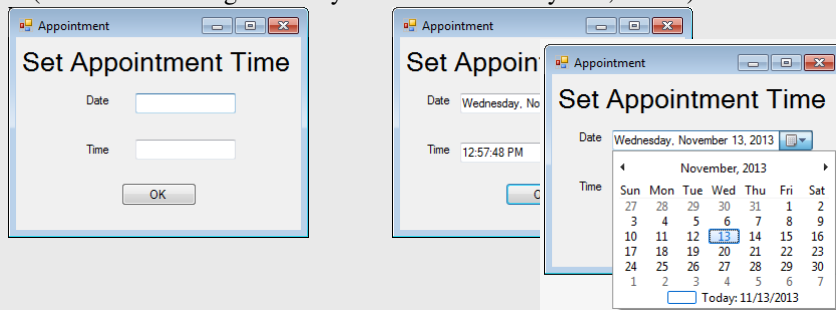 Appointment
Set Appointment Time
Date
Time
OK
Appointment
Set Appoin
Date Wednesday, No
Time 12:57:48 PM
Appointment
Set Appointment Time
Date Wednesday, November 13, 2013
Time
November, 2013
Sun Mon Tue Wed Thu Fri Sat
27 28 29 30 31 1 2
3 4 5 6 7 8 9
10 11 12 13 14 15 16
17 18 19 20 21 22 23
24 25 26 27 28 29 30
1 2 3 4 5 6 7
Today: 11/13/2013